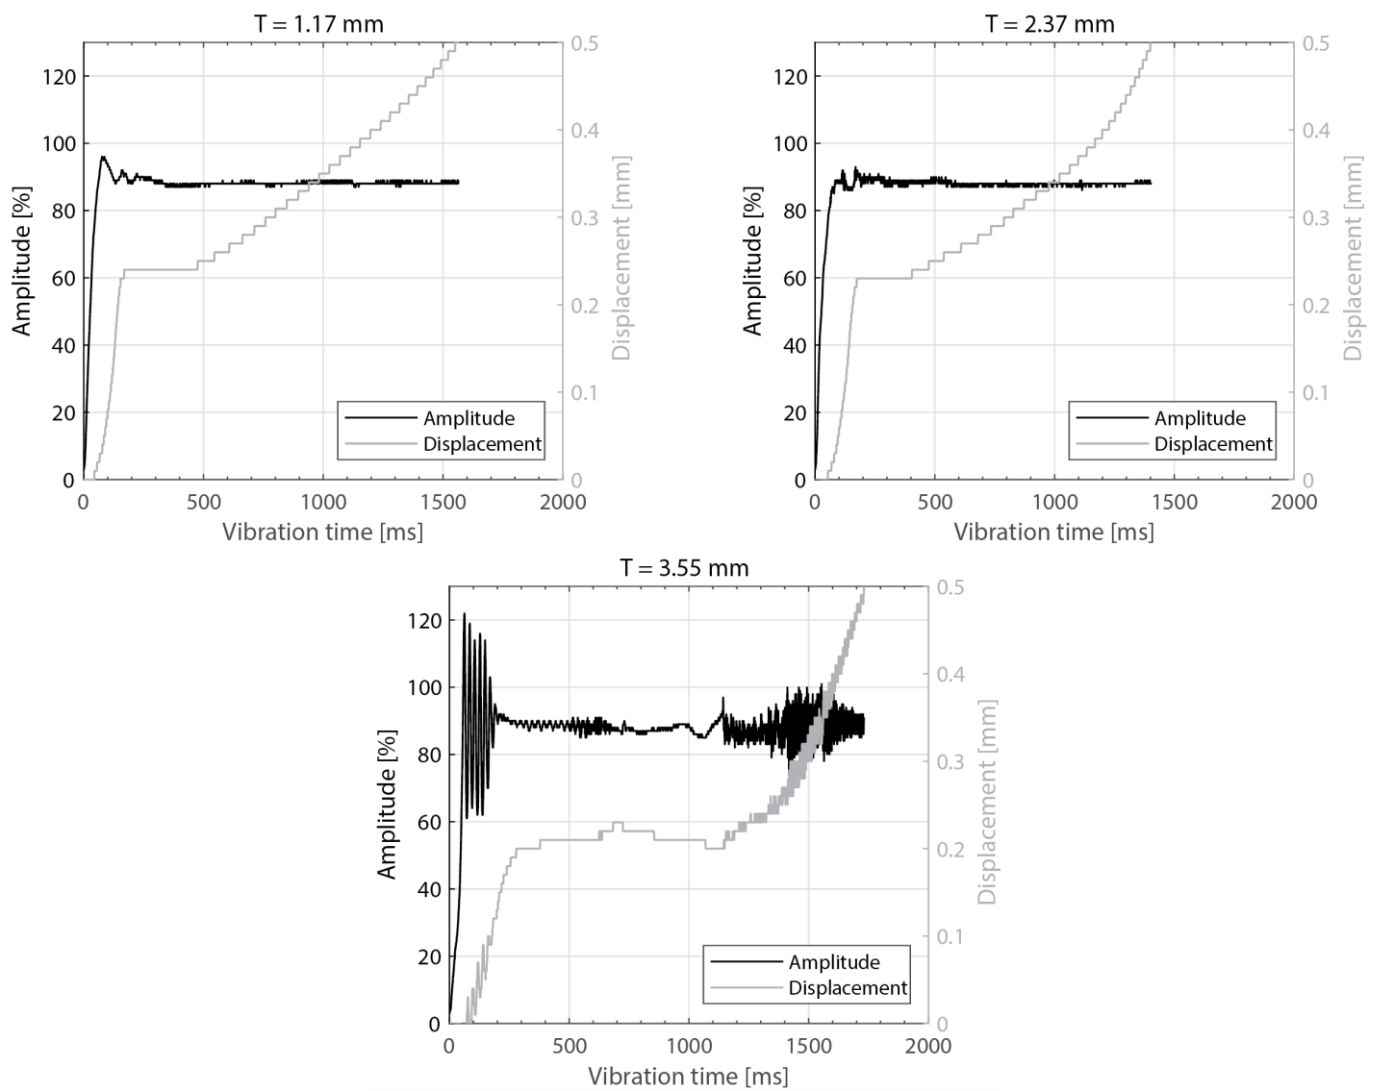 T = 1.17 mm
120
100
80
60
40
20
0
Amplitude [%]
0.5
0.4
0.3
0.2
0.1
0
Displacement [mm]
Amplitude
Displacement
0 500 1000 1500 2000
Vibration time [ms]
T = 2.37 mm
120
100
80
60
40
20
0
Amplitude [%]
0.5
0.4
0.3
0.2
0.1
0
Displacement [mm]
Amplitude
Displacement
0 500 1000 1500 2000
Vibration time [ms]
T = 3.55 mm
120
100
80
60
40
20
0
Amplitude [%]
0.5
0.4
0.3
0.2
0.1
0
Displacement [mm]
Amplitude
Displacement
0 500 1000 1500 2000
Vibration time [ms]